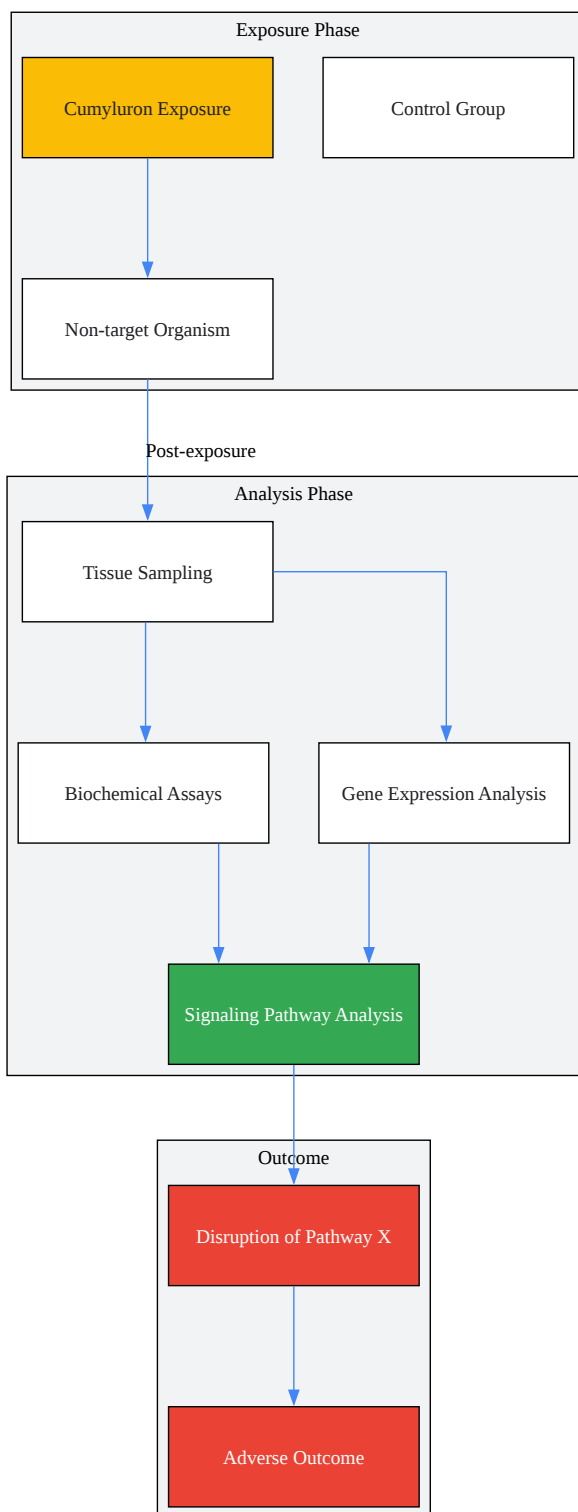 Exposure Phase
Cumyluron Exposure
Control Group
Non-target Organism
Post-exposure
Analysis Phase
Tissue Sampling
Biochemical Assays
Gene Expression Analysis
Signaling Pathway Analysis
Outcome
Disruption of Pathway X
Adverse Outcome